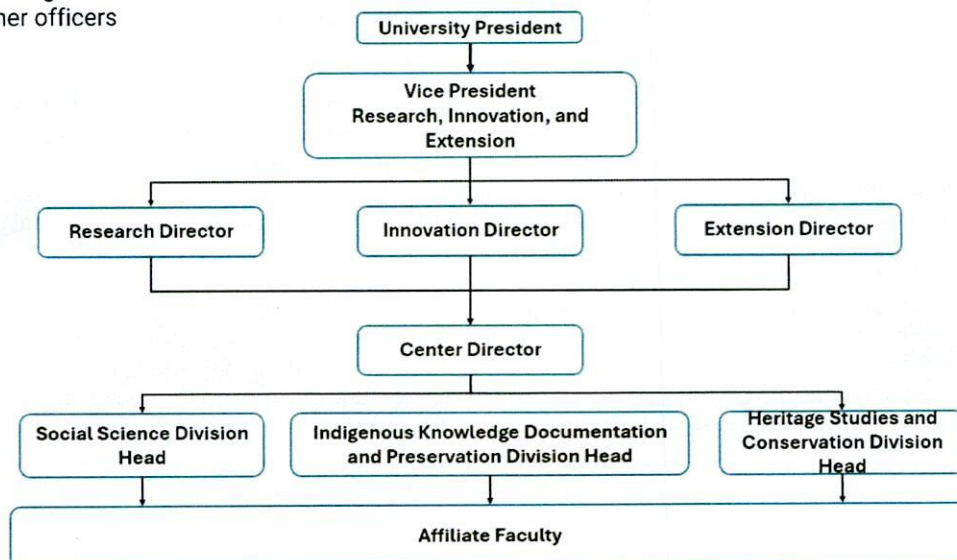 ner officers
University President
Vice President
Research, Innovation, and
Extension
Research Director
Innovation Director
Extension Director
Center Director
Social Science Division
Head
Indigenous Knowledge Documentation
and Preservation Division Head
Heritage Studies and
Conservation Division
Head
Affiliate Faculty